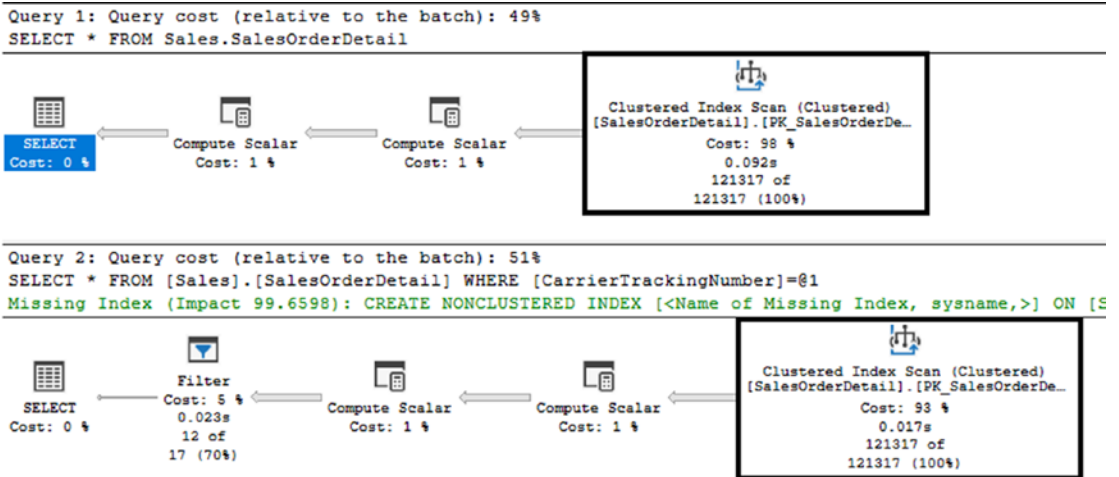 Query 1: Query cost (relative to the batch): 49%
SELECT * FROM Sales.SalesOrderDetail
SELECT
Cost: 0 %
Compute Scalar
Cost: 1 %
Compute Scalar
Cost: 1 %
Clustered Index Scan (Clustered)
[SalesOrderDetail].[PK_SalesOrderDe…
Cost: 98 %
0.092s
121317 of
121317 (100%)
Query 2: Query cost (relative to the batch): 51%
SELECT * FROM [Sales].[SalesOrderDetail] WHERE [CarrierTrackingNumber]=@1
Missing Index (Impact 99.6598): CREATE NONCLUSTERED INDEX [<Name of Missing Index, sysname,>] ON [S
SELECT
Cost: 0 %
Filter
Cost: 5 %
0.023s
12 of
17 (70%)
Compute Scalar
Cost: 1 %
Compute Scalar
Cost: 1 %
Clustered Index Scan (Clustered)
[SalesOrderDetail].[PK_SalesOrderDe…
Cost: 93 %
0.017s
121317 of
121317 (100%)